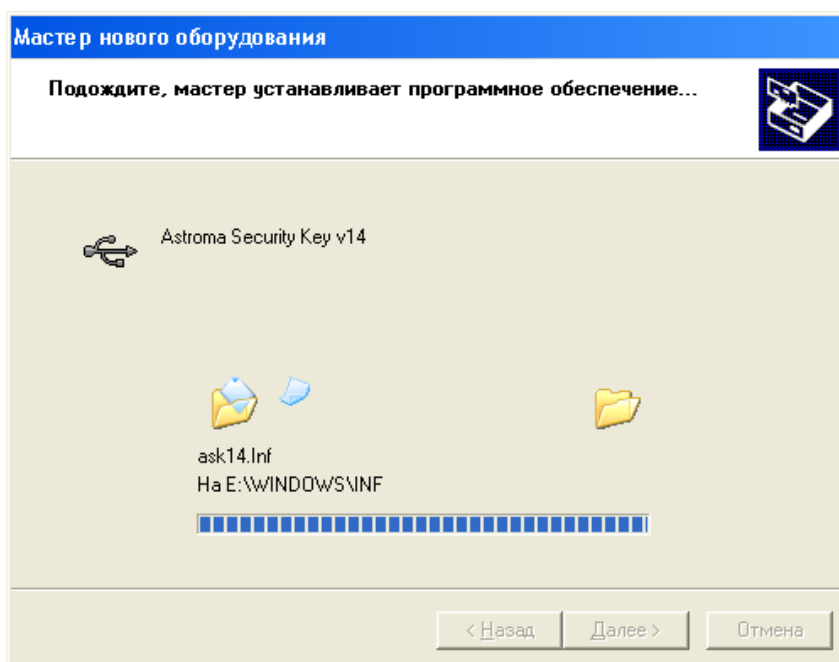 Мастер нового оборудования
Подождите, мастер устанавливает программное обеспечение...
Astroma Security Key v14
ask14.Inf
На E:\WINDOWS\INF
< Назад
Далее >
Отмена